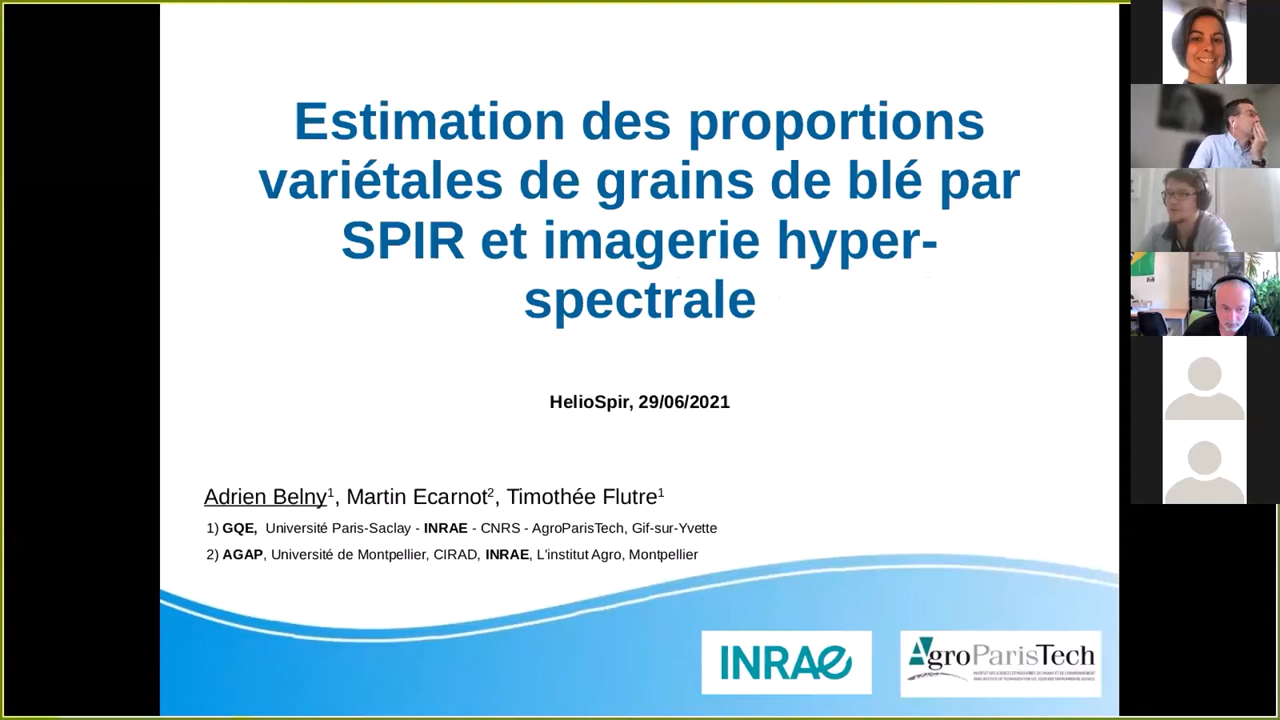 Estimation des proportions
variétales de grains de blé par
SPIR et imagerie hyper-
spectrale
HelioSpir, 29/06/2021
Adrien Belny¹, Martin Ecarnot², Timothée Flutre¹
1) GQE, Université Paris-Saclay - INRAE - CNRS - AgroParisTech, Gif-sur-Yvette
2) AGAP, Université de Montpellier, CIRAD, INRAE, L'institut Agro, Montpellier
INRAE
AgroParisTech